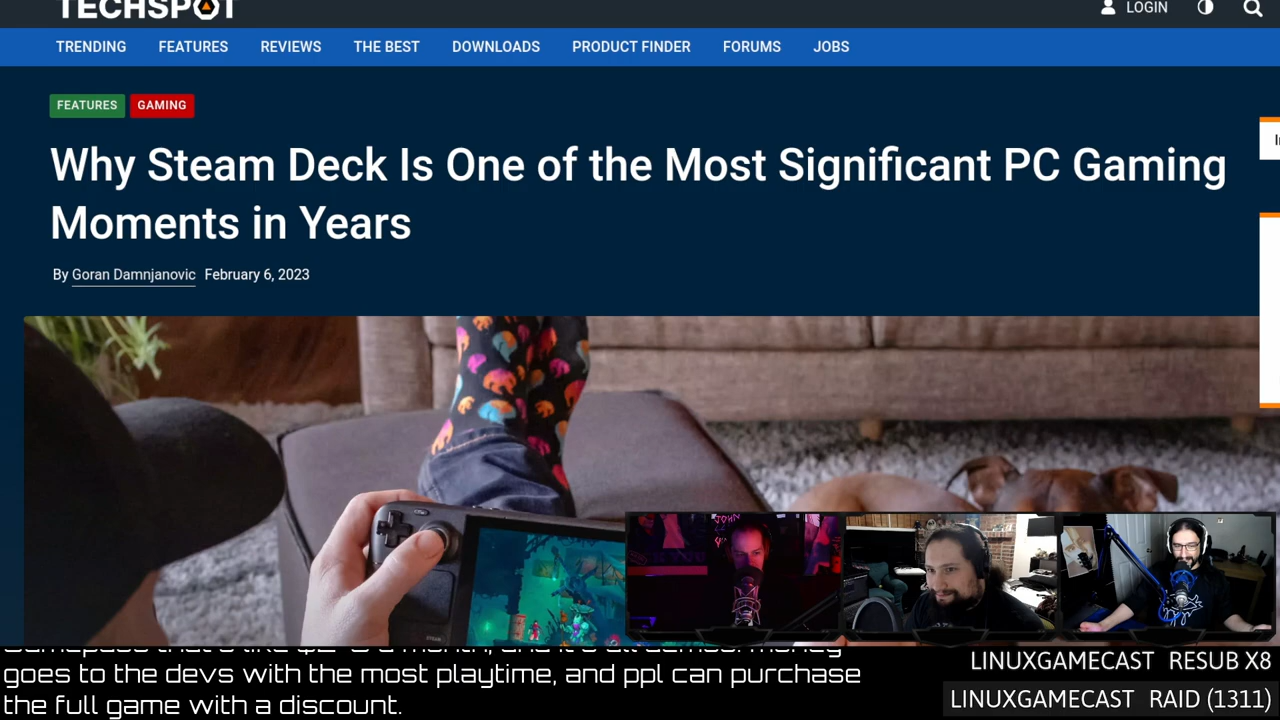 TECHSPOT
LOGIN
TRENDING FEATURES REVIEWS THE BEST DOWNLOADS PRODUCT FINDER FORUMS JOBS
FEATURES GAMING
Why Steam Deck Is One of the Most Significant PC Gaming
Moments in Years
By Goran Damnjanovic February 6, 2023
STEAM
JOHN
goes to the devs with the most playtime, and ppl can purchase
the full game with a discount.
LINUXGAMECAST RESUB X8
LINUXGAMECAST RAID (1311)